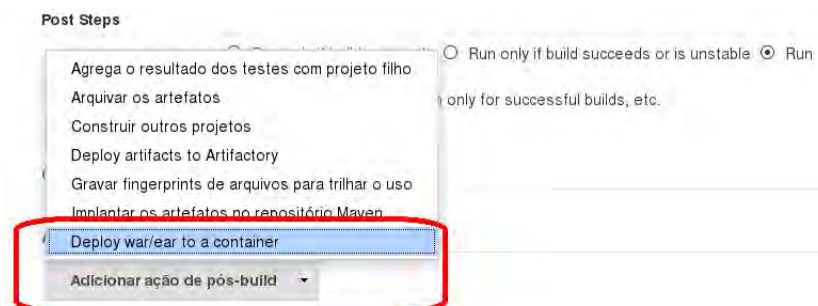 Post Steps
Run only if build succeeds or is unstable Run
Agrega o resultado dos testes com projeto filho
Arquivar os artefatos
only for successful builds, etc.
Construir outros projetos
Deploy artifacts to Artifactory
Gravar fingerprints de arquivos para trilhar o uso
Implantar os artefatos no repositório Maven
Deploy war/ear to a container
Adicionar ação de pós-build